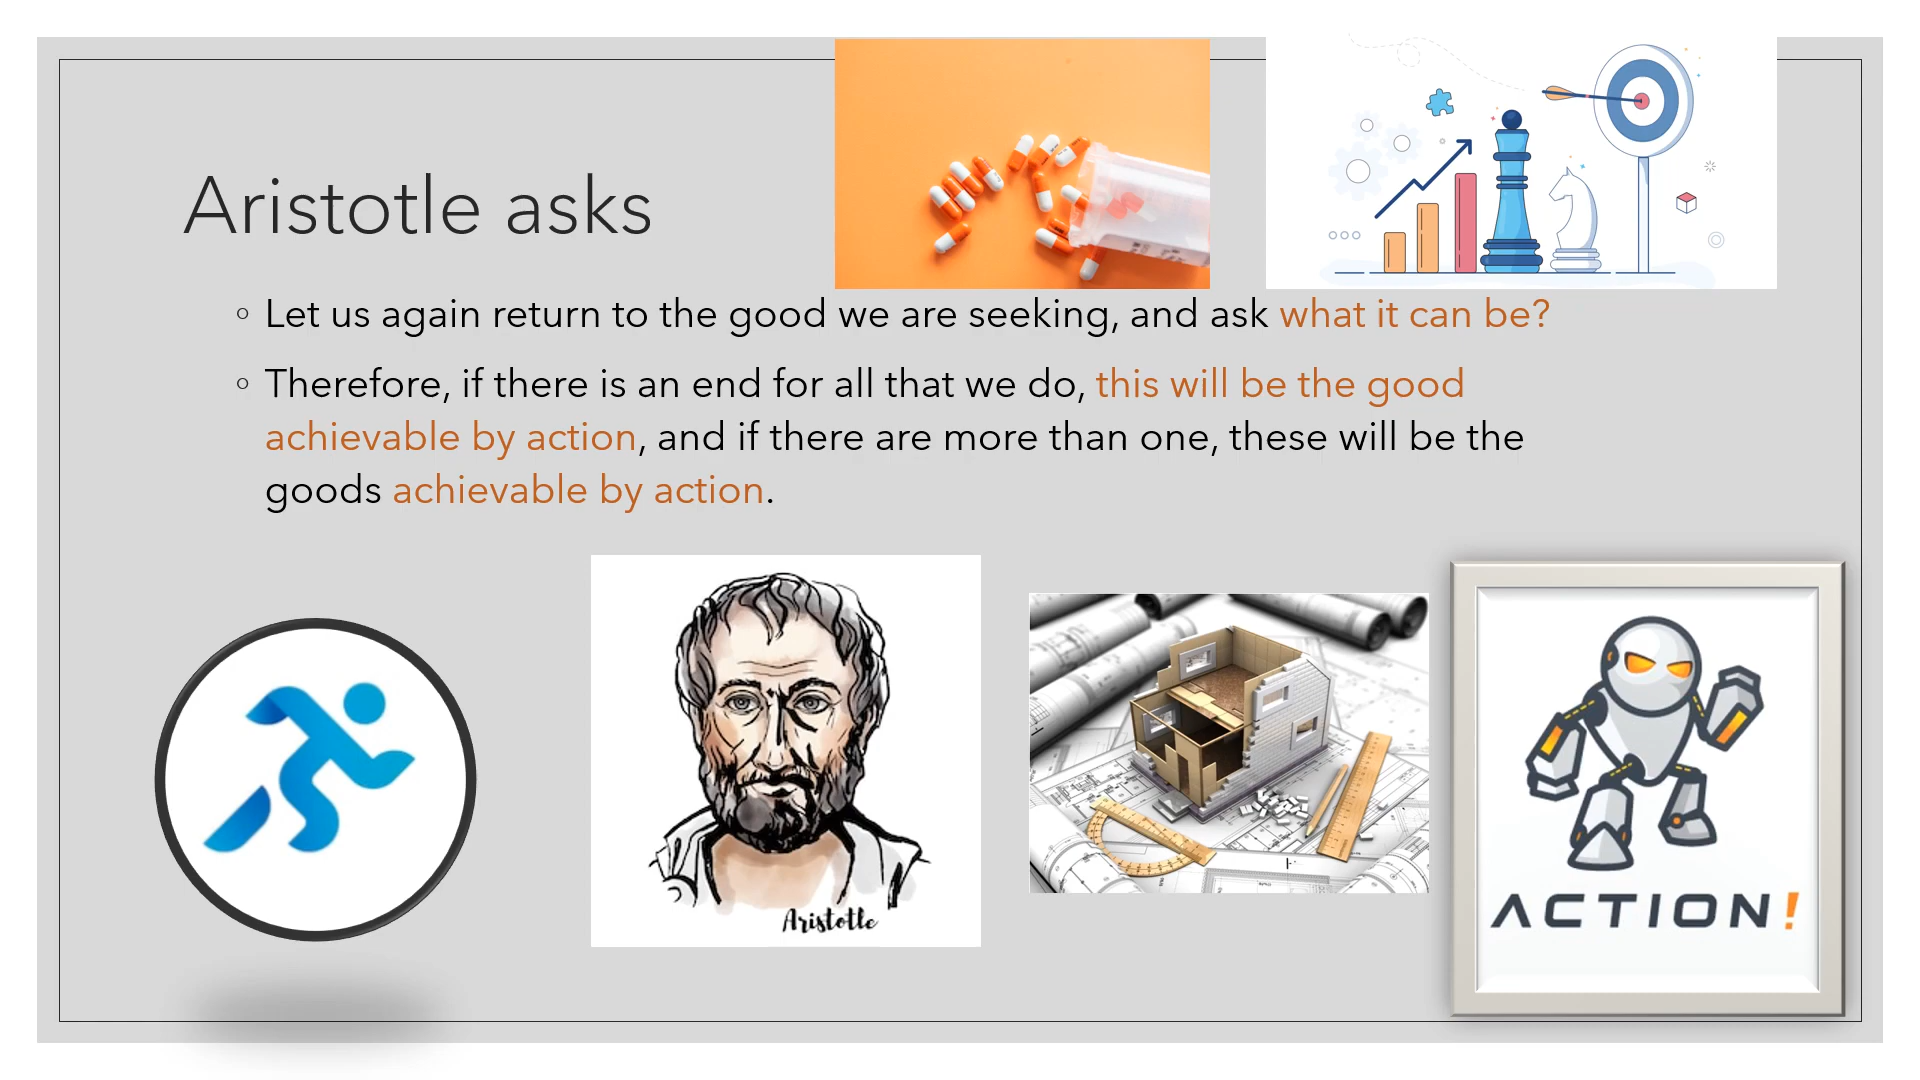 Aristotle asks
◦ Let us again return to the good we are seeking, and ask what it can be?
◦ Therefore, if there is an end for all that we do, this will be the good
achievable by action, and if there are more than one, these will be the
goods achievable by action.
Aristotle
ACTION!